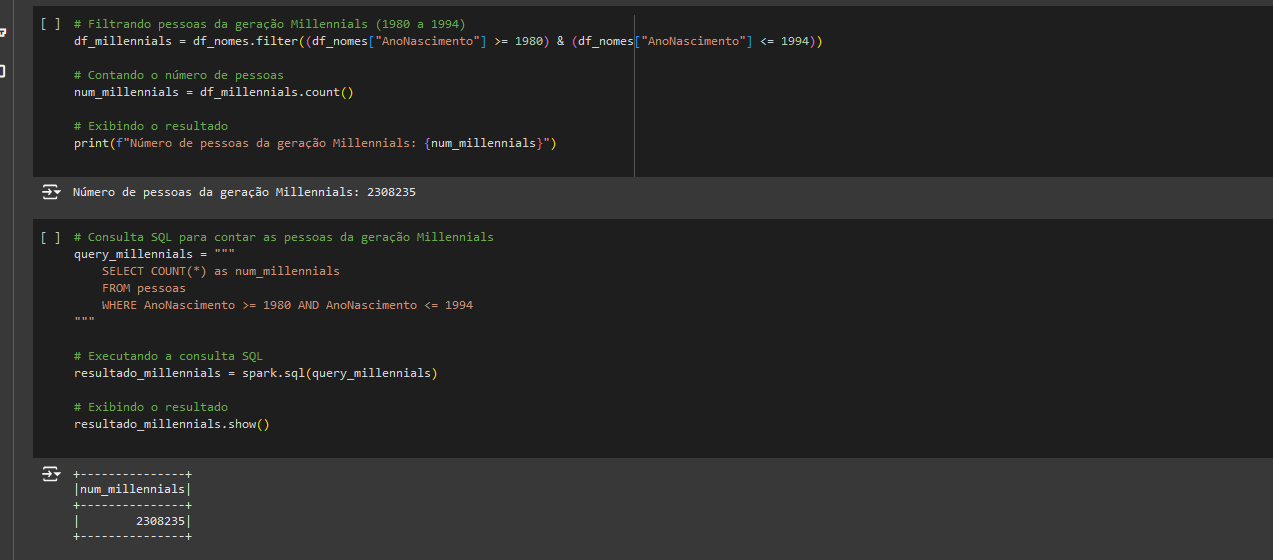 [ ] # Filtrando pessoas da geração Millennials (1980 a 1994)
df_millennials = df_nomes.filter((df_nomes["AnoNascimento"] >= 1980) & (df_nomes["AnoNascimento"] <= 1994))
# Contando o número de pessoas
num_millennials = df_millennials.count()
# Exibindo o resultado
print(f"Número de pessoas da geração Millennials: {num_millennials}")
Número de pessoas da geração Millennials: 2308235
[ ] # Consulta SQL para contar as pessoas da geração Millennials
query_millennials = """
    SELECT COUNT(*) as num_millennials
    FROM pessoas
    WHERE AnoNascimento >= 1980 AND AnoNascimento <= 1994
"""
# Executando a consulta SQL
resultado_millennials = spark.sql(query_millennials)
# Exibindo o resultado
resultado_millennials.show()
+---------------+
|num_millennials|
+---------------+
|        2308235|
+---------------+